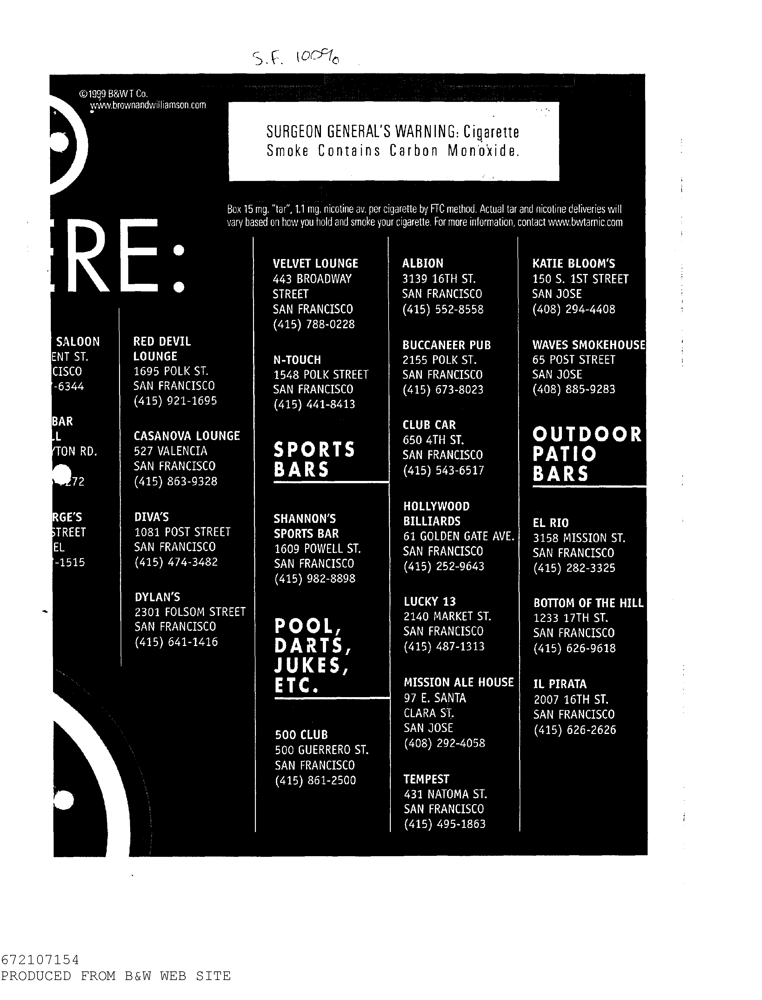 S.F. 100%
©1999 B&W T Co.
www.brownandwilliamson.com
SURGEON GENERAL'S WARNING: Cigarette
Smoke Contains Carbon Monoxide.
Box 15 mg. "tar", 1.1 mg. nicotine av. per cigarette by FTC method. Actual tar and nicotine deliveries will
vary based on how you hold and smoke your cigarette. For more information, contact www.bwtarnic.com
ERE:
SALOON
ENT ST.
CISCO
-6344
BAR
LL
TON RD.
272
RGE'S
STREET
EL
-1515
RED DEVIL
LOUNGE
1695 POLK ST.
SAN FRANCISCO
(415) 921-1695
CASANOVA LOUNGE
527 VALENCIA
SAN FRANCISCO
(415) 863-9328
DIVA'S
1081 POST STREET
SAN FRANCISCO
(415) 474-3482
DYLAN'S
2301 FOLSOM STREET
SAN FRANCISCO
(415) 641-1416
VELVET LOUNGE
443 BROADWAY
STREET
SAN FRANCISCO
(415) 788-0228
N-TOUCH
1548 POLK STREET
SAN FRANCISCO
(415) 441-8413
SPORTS
BARS
SHANNON'S
SPORTS BAR
1609 POWELL ST.
SAN FRANCISCO
(415) 982-8898
POOL,
DARTS,
JUKES,
ETC.
500 CLUB
500 GUERRERO ST.
SAN FRANCISCO
(415) 861-2500
ALBION
3139 16TH ST.
SAN FRANCISCO
(415) 552-8558
BUCCANEER PUB
2155 POLK ST.
SAN FRANCISCO
(415) 673-8023
CLUB CAR
650 4TH ST.
SAN FRANCISCO
(415) 543-6517
HOLLYWOOD
BILLIARDS
61 GOLDEN GATE AVE.
SAN FRANCISCO
(415) 252-9643
LUCKY 13
2140 MARKET ST.
SAN FRANCISCO
(415) 487-1313
MISSION ALE HOUSE
97 E. SANTA
CLARA ST.
SAN JOSE
(408) 292-4058
TEMPEST
431 NATOMA ST.
SAN FRANCISCO
(415) 495-1863
KATIE BLOOM'S
150 S. 1ST STREET
SAN JOSE
(408) 294-4408
WAVES SMOKEHOUSE
65 POST STREET
SAN JOSE
(408) 885-9283
OUTDOOR
PATIO
BARS
EL RIO
3158 MISSION ST.
SAN FRANCISCO
(415) 282-3325
BOTTOM OF THE HILL
1233 17TH ST.
SAN FRANCISCO
(415) 626-9618
IL PIRATA
2007 16TH ST.
SAN FRANCISCO
(415) 626-2626
672107154
PRODUCED FROM B&W WEB SITE